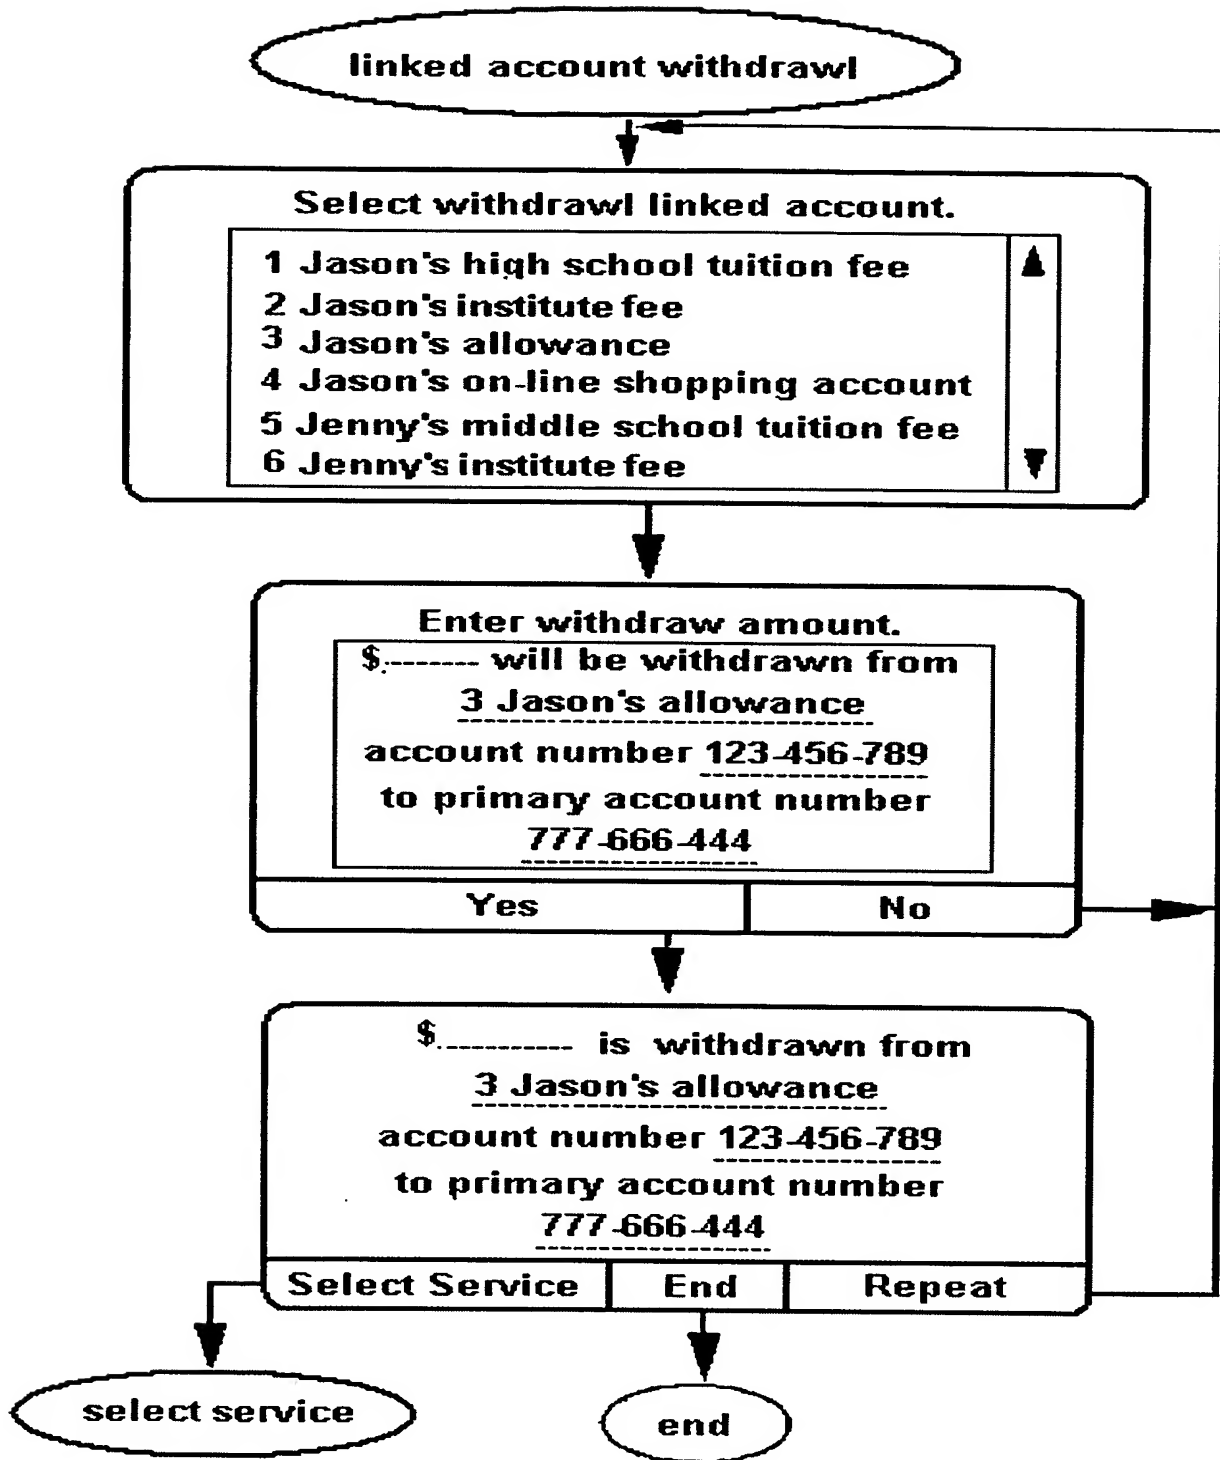 linked account withdrawl
Select withdrawl linked account.
1 Jason's high school tuition fee
2 Jason's institute fee
3 Jason's allowance
4 Jason's on-line shopping account
5 Jenny's middle school tuition fee
6 Jenny's institute fee
Enter withdraw amount.
$ will be withdrawn from
3 Jason's allowance
account number 123-456-789
to primary account number
777-666-444
Yes No
$ is withdrawn from
3 Jason's allowance
account number 123-456-789
to primary account number
777-666-444
Select Service End Repeat
select service
end